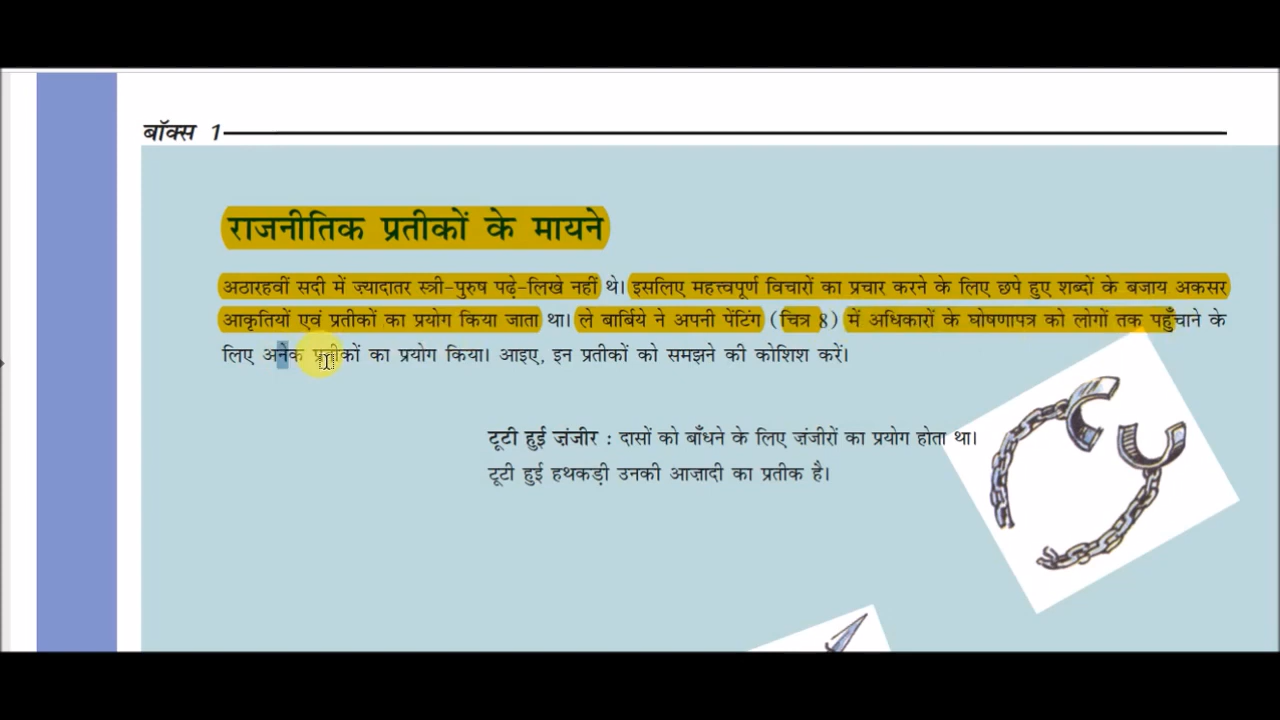 बॉक्स 1
राजनीतिक प्रतीकों के मायने
अठारहवीं सदी में ज़्यादातर स्त्री-पुरुष पढ़े-लिखे नहीं थे। इसलिए महत्त्वपूर्ण विचारों का प्रचार करने के लिए छपे हुए शब्दों के बजाय अकसर
आकृतियों एवं प्रतीकों का प्रयोग किया जाता था। ले बार्बिये ने अपनी पेंटिंग (चित्र 8) में अधिकारों के घोषणापत्र को लोगों तक पहुँचाने के
लिए अनेक प्रतीकों का प्रयोग किया। आइए, इन प्रतीकों को समझने की कोशिश करें।
टूटी हुई ज़ंजीर : दासों को बाँधने के लिए ज़ंजीरों का प्रयोग होता था।
टूटी हुई हथकड़ी उनकी आज़ादी का प्रतीक है।